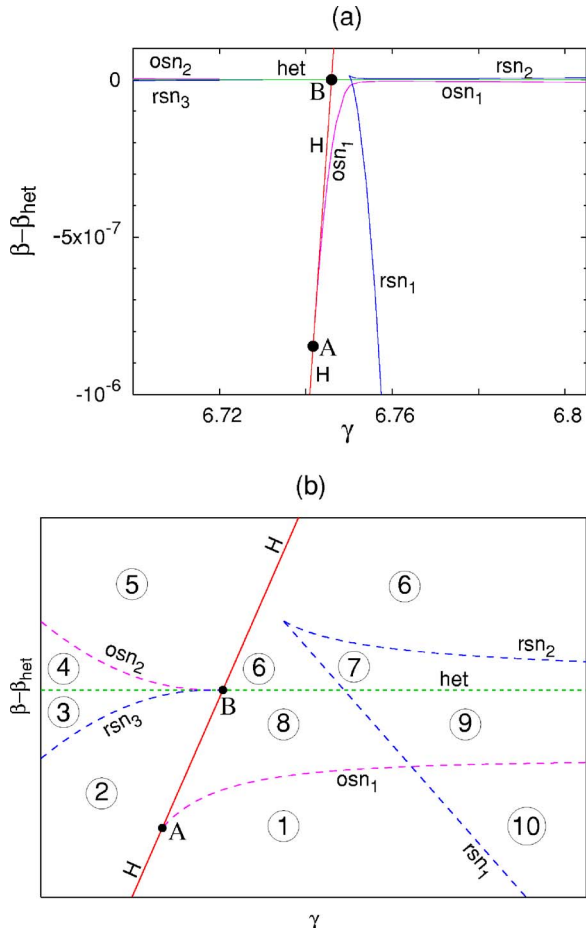 (a)
osn2
het
rsn2
0
rsn3
B
osn1
H
osn1
β−βhet
-5x10-7
rsn1
A
H
-10-6
6.72
6.76
6.8
γ
(b)
H
5
6
4
osn2
6
7
rsn2
β−βhet
het
3
rsn3
B
8
9
2
osn1
A
1
10
H
rsn1
γ